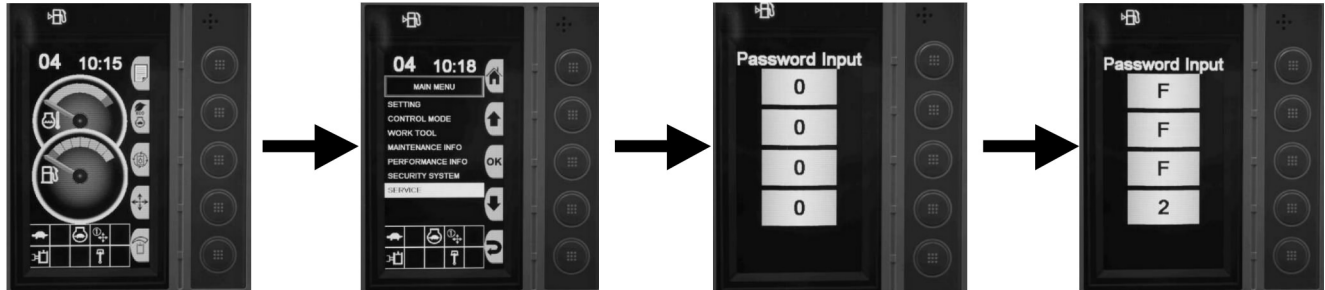 04 10:15
04 10:18
MAIN MENU
SETTING
CONTROL MODE
WORK TOOL
MAINTENANCE INFO
PERFORMANCE INFO
SECURITY SYSTEM
SERVICE
OK
Password Input
0
0
0
0
Password Input
F
F
F
2